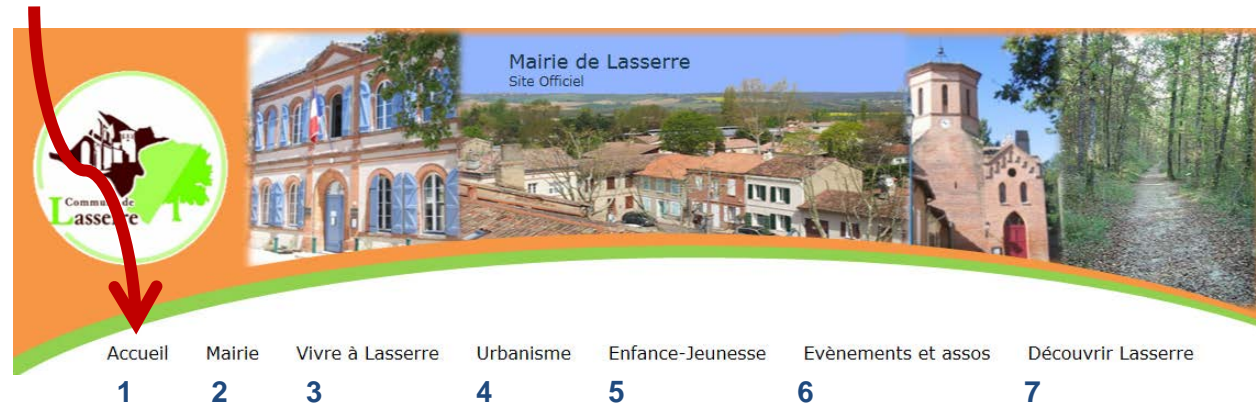 Mairie de Lasserre
Site Officiel
Commune de
Lasserre
Accueil Mairie Vivre à Lasserre Urbanisme Enfance-Jeunesse Evènements et assos Découvrir Lasserre
1 2 3 4 5 6 7